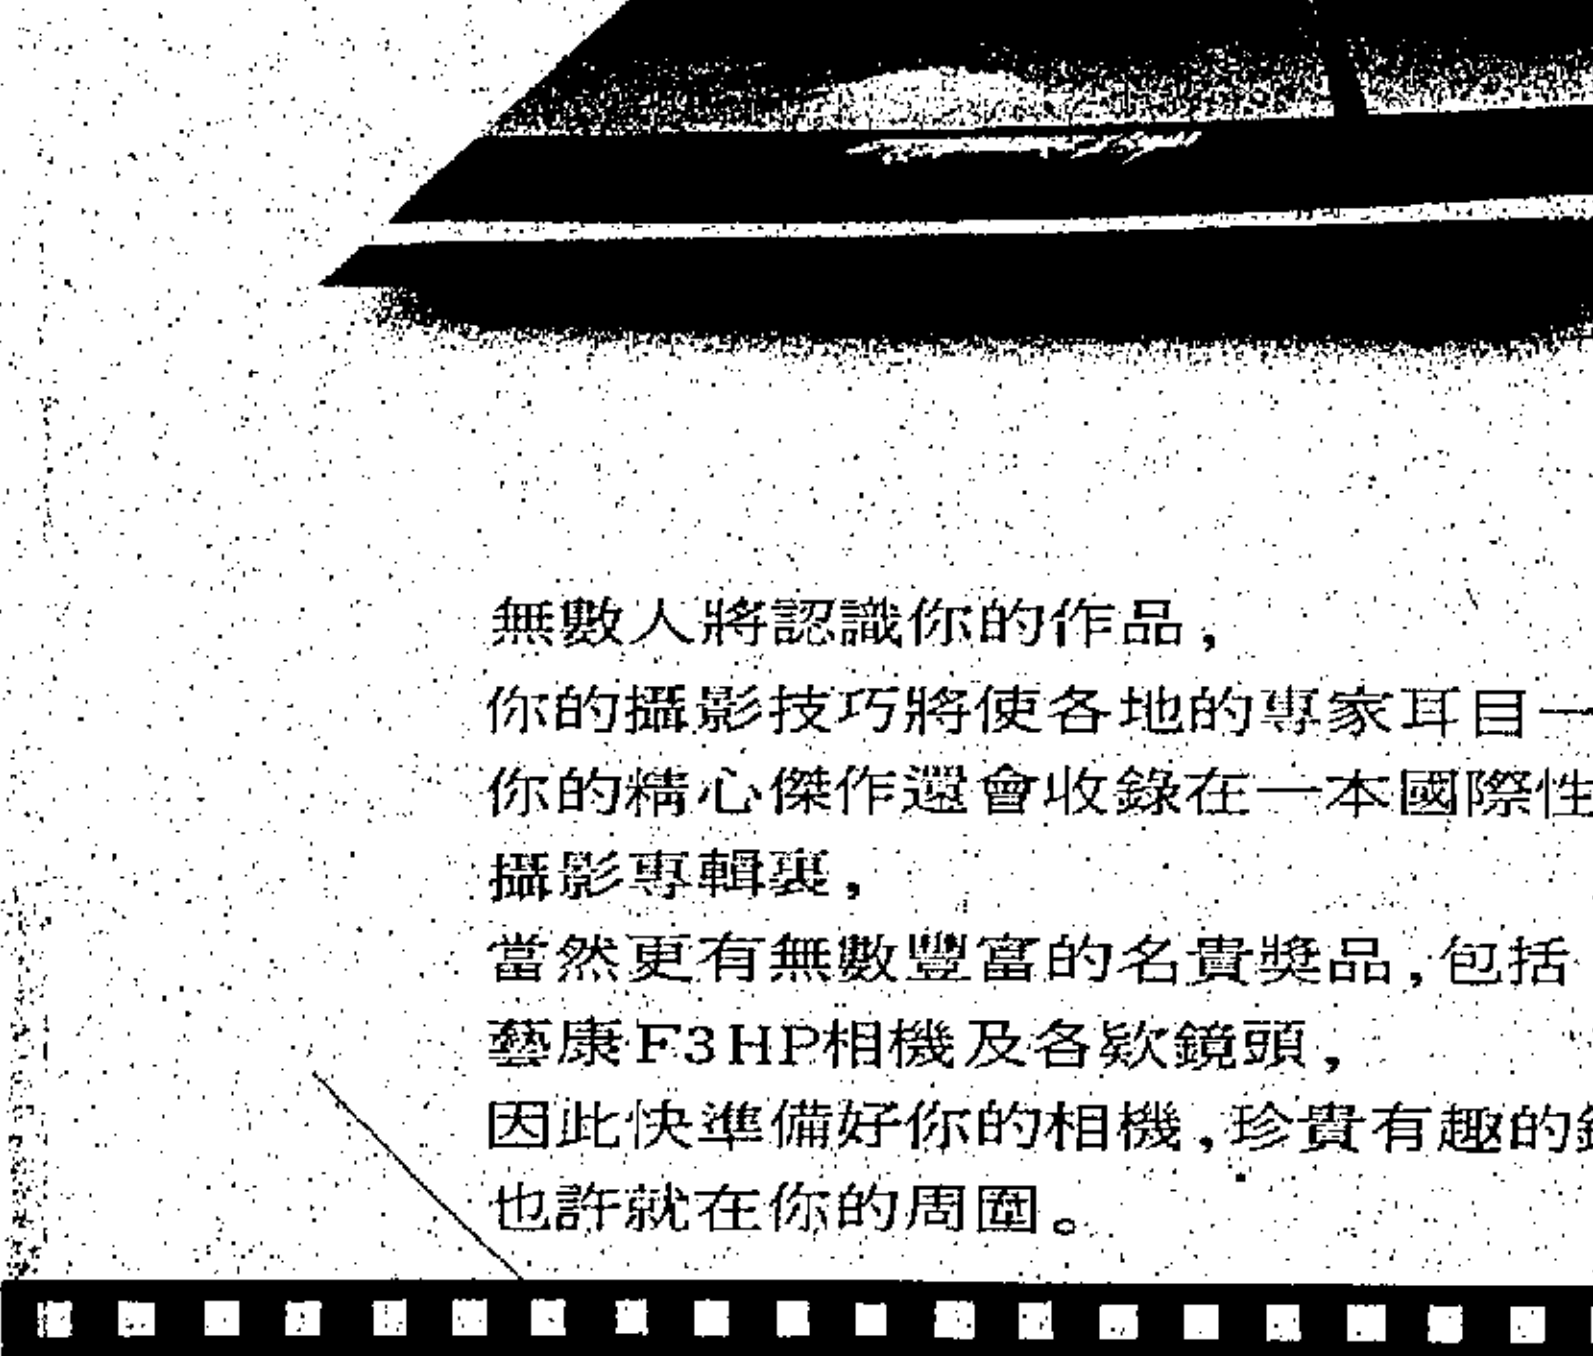 無數人將認識你的作品，
你的攝影技巧將使各地的專家耳目一
你的精心傑作還會收錄在一本國際性
攝影專輯裏，
當然更有無數豐富的名貴獎品，包括
藝康F3HP相機及各欵鏡頭，
因此快準備好你的相機，珍貴有趣的
也許就在你的周圍。